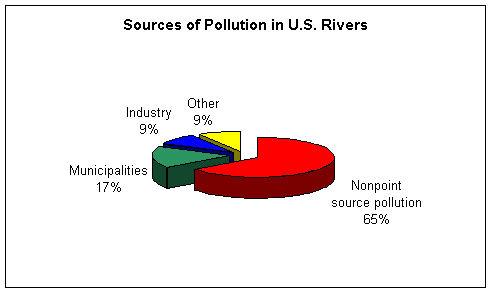 Sources of Pollution in U.S. Rivers
Other
9%
Industry
9%
Municipalities
17%
Nonpoint
source pollution
65%